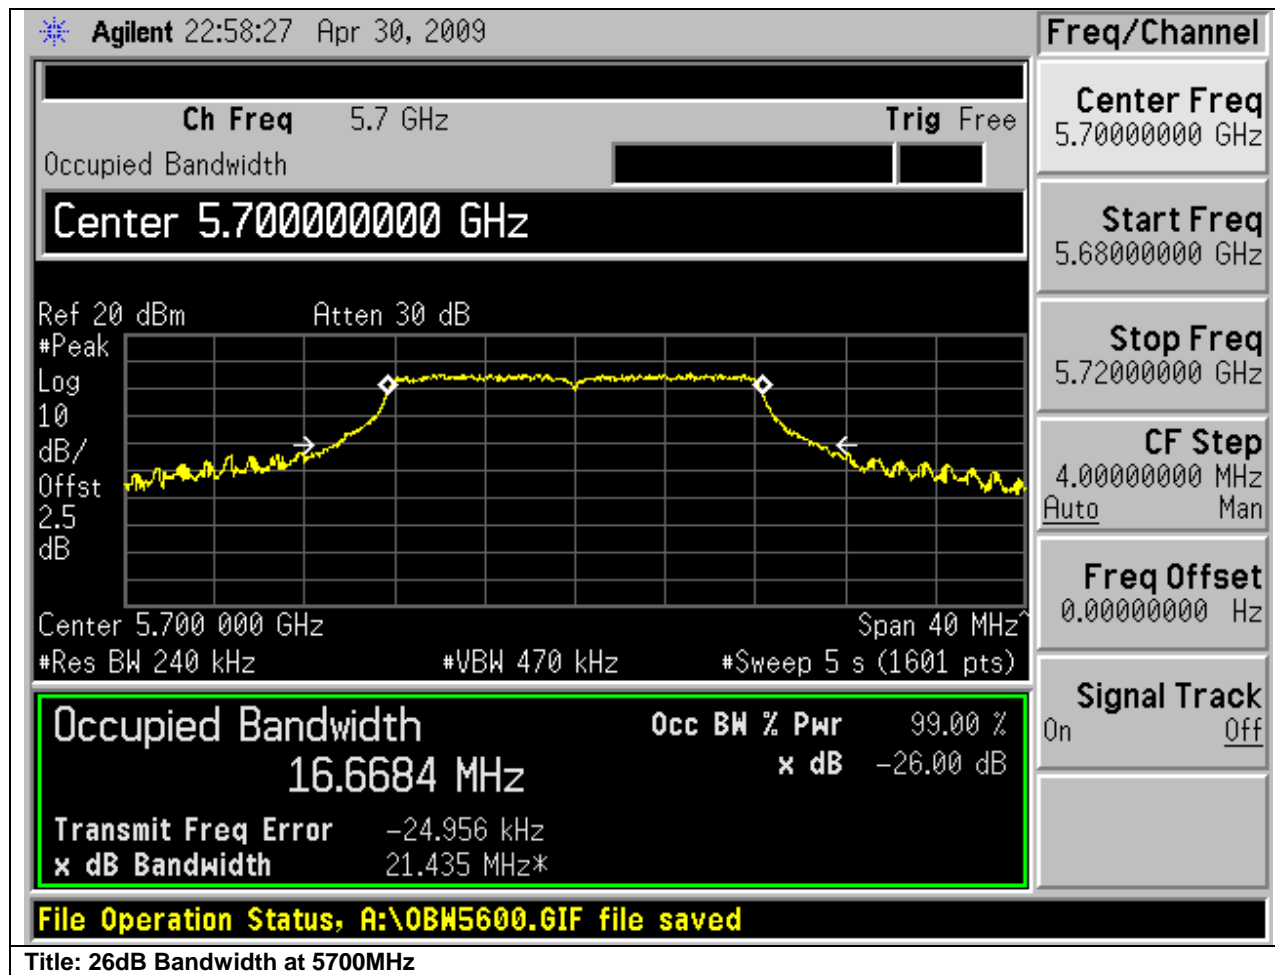 Agilent 22:58:27 Apr 30, 2009
Freq/Channel
Ch Freq 5.7 GHz Trig Free
Occupied Bandwidth
Center 5.700000000 GHz
Ref 20 dBm Atten 30 dB
#Peak
Log
10
dB/
Offst
2.5
dB
Center 5.700 000 GHz Span 40 MHz^
#Res BW 240 kHz #VBW 470 kHz #Sweep 5 s (1601 pts)
Occupied Bandwidth
16.6684 MHz
Occ BW % Pwr 99.00 %
x dB -26.00 dB
Transmit Freq Error -24.956 kHz
x dB Bandwidth 21.435 MHz*
File Operation Status, A:\OBW5600.GIF file saved
Center Freq
5.70000000 GHz
Start Freq
5.68000000 GHz
Stop Freq
5.72000000 GHz
CF Step
4.00000000 MHz
Auto Man
Freq Offset
0.00000000 Hz
Signal Track
On Off
Title: 26dB Bandwidth at 5700MHz